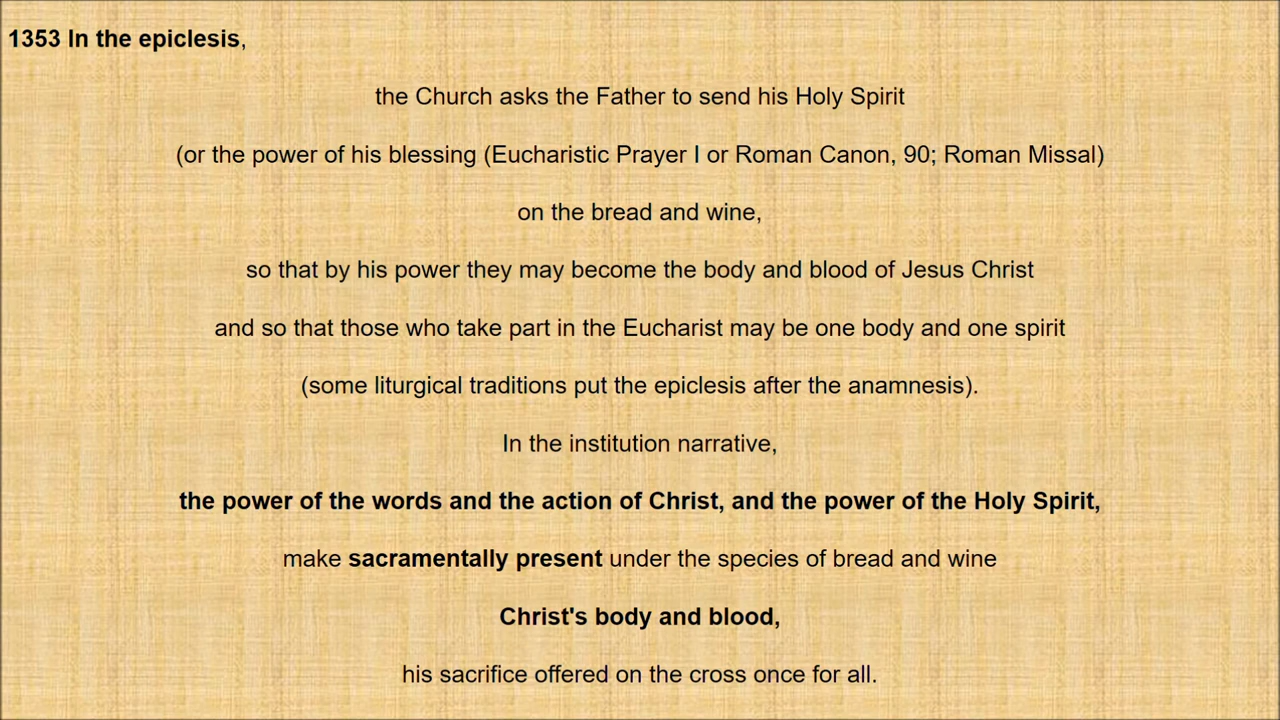 1353 In the epiclesis,
the Church asks the Father to send his Holy Spirit
(or the power of his blessing (Eucharistic Prayer I or Roman Canon, 90; Roman Missal)
on the bread and wine,
so that by his power they may become the body and blood of Jesus Christ
and so that those who take part in the Eucharist may be one body and one spirit
(some liturgical traditions put the epiclesis after the anamnesis).
In the institution narrative,
the power of the words and the action of Christ, and the power of the Holy Spirit,
make sacramentally present under the species of bread and wine
Christ's body and blood,
his sacrifice offered on the cross once for all.